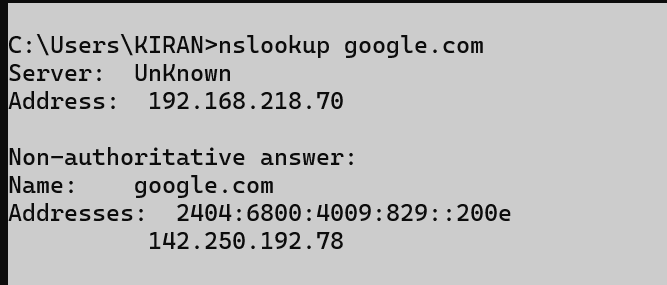 C:\Users\KIRAN>nslookup google.com
Server:  UnKnown
Address:  192.168.218.70
Non-authoritative answer:
Name:    google.com
Addresses:  2404:6800:4009:829::200e
142.250.192.78